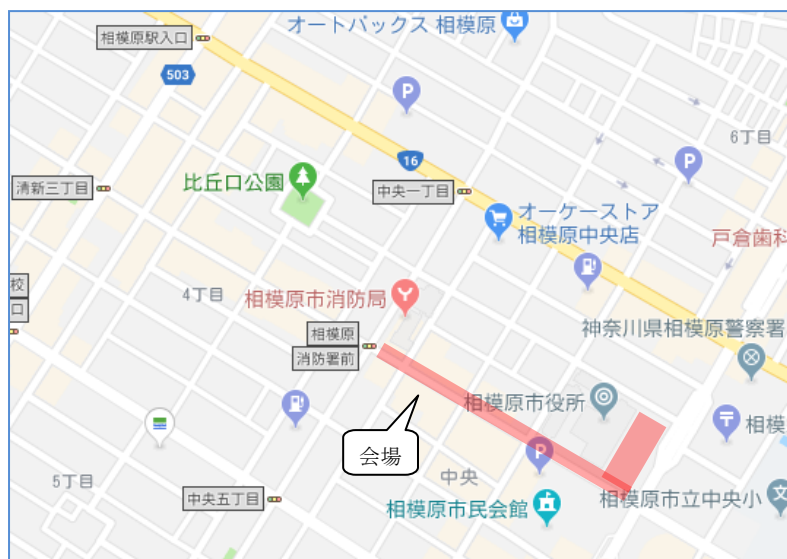 オートバックス 相模原
相模原駅入口
503
P
6丁目
16
P
比丘口公園
清新三丁目
中央一丁目
オーケーストア
相模原中央店
戸倉歯科
校
口
4丁目
相模原市消防局
相模原
消防署前
神奈川県相模原警察署
相模原市役所
相模
会場
P
中央
5丁目
中央五丁目
相模原市民会館
相模原市立中央小
文